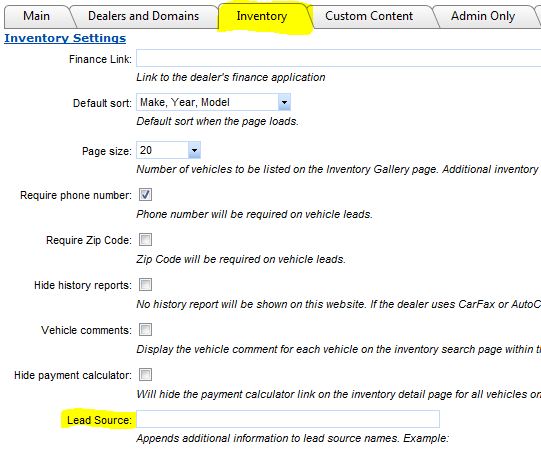 Main Dealers and Domains Inventory Custom Content Admin Only
Inventory Settings
Finance Link:
Link to the dealer's finance application
Default sort: Make, Year, Model
Default sort when the page loads.
Page size: 20
Number of vehicles to be listed on the Inventory Gallery page. Additional inventory
Require phone number:
Phone number will be required on vehicle leads.
Require Zip Code:
Zip Code will be required on vehicle leads.
Hide history reports:
No history report will be shown on this website. If the dealer uses CarFax or AutoC
Vehicle comments:
Display the vehicle comment for each vehicle on the inventory search page within th
Hide payment calculator:
Will hide the payment calculator link on the inventory detail page for all vehicles on
Lead Source:
Appends additional information to lead source names. Example: